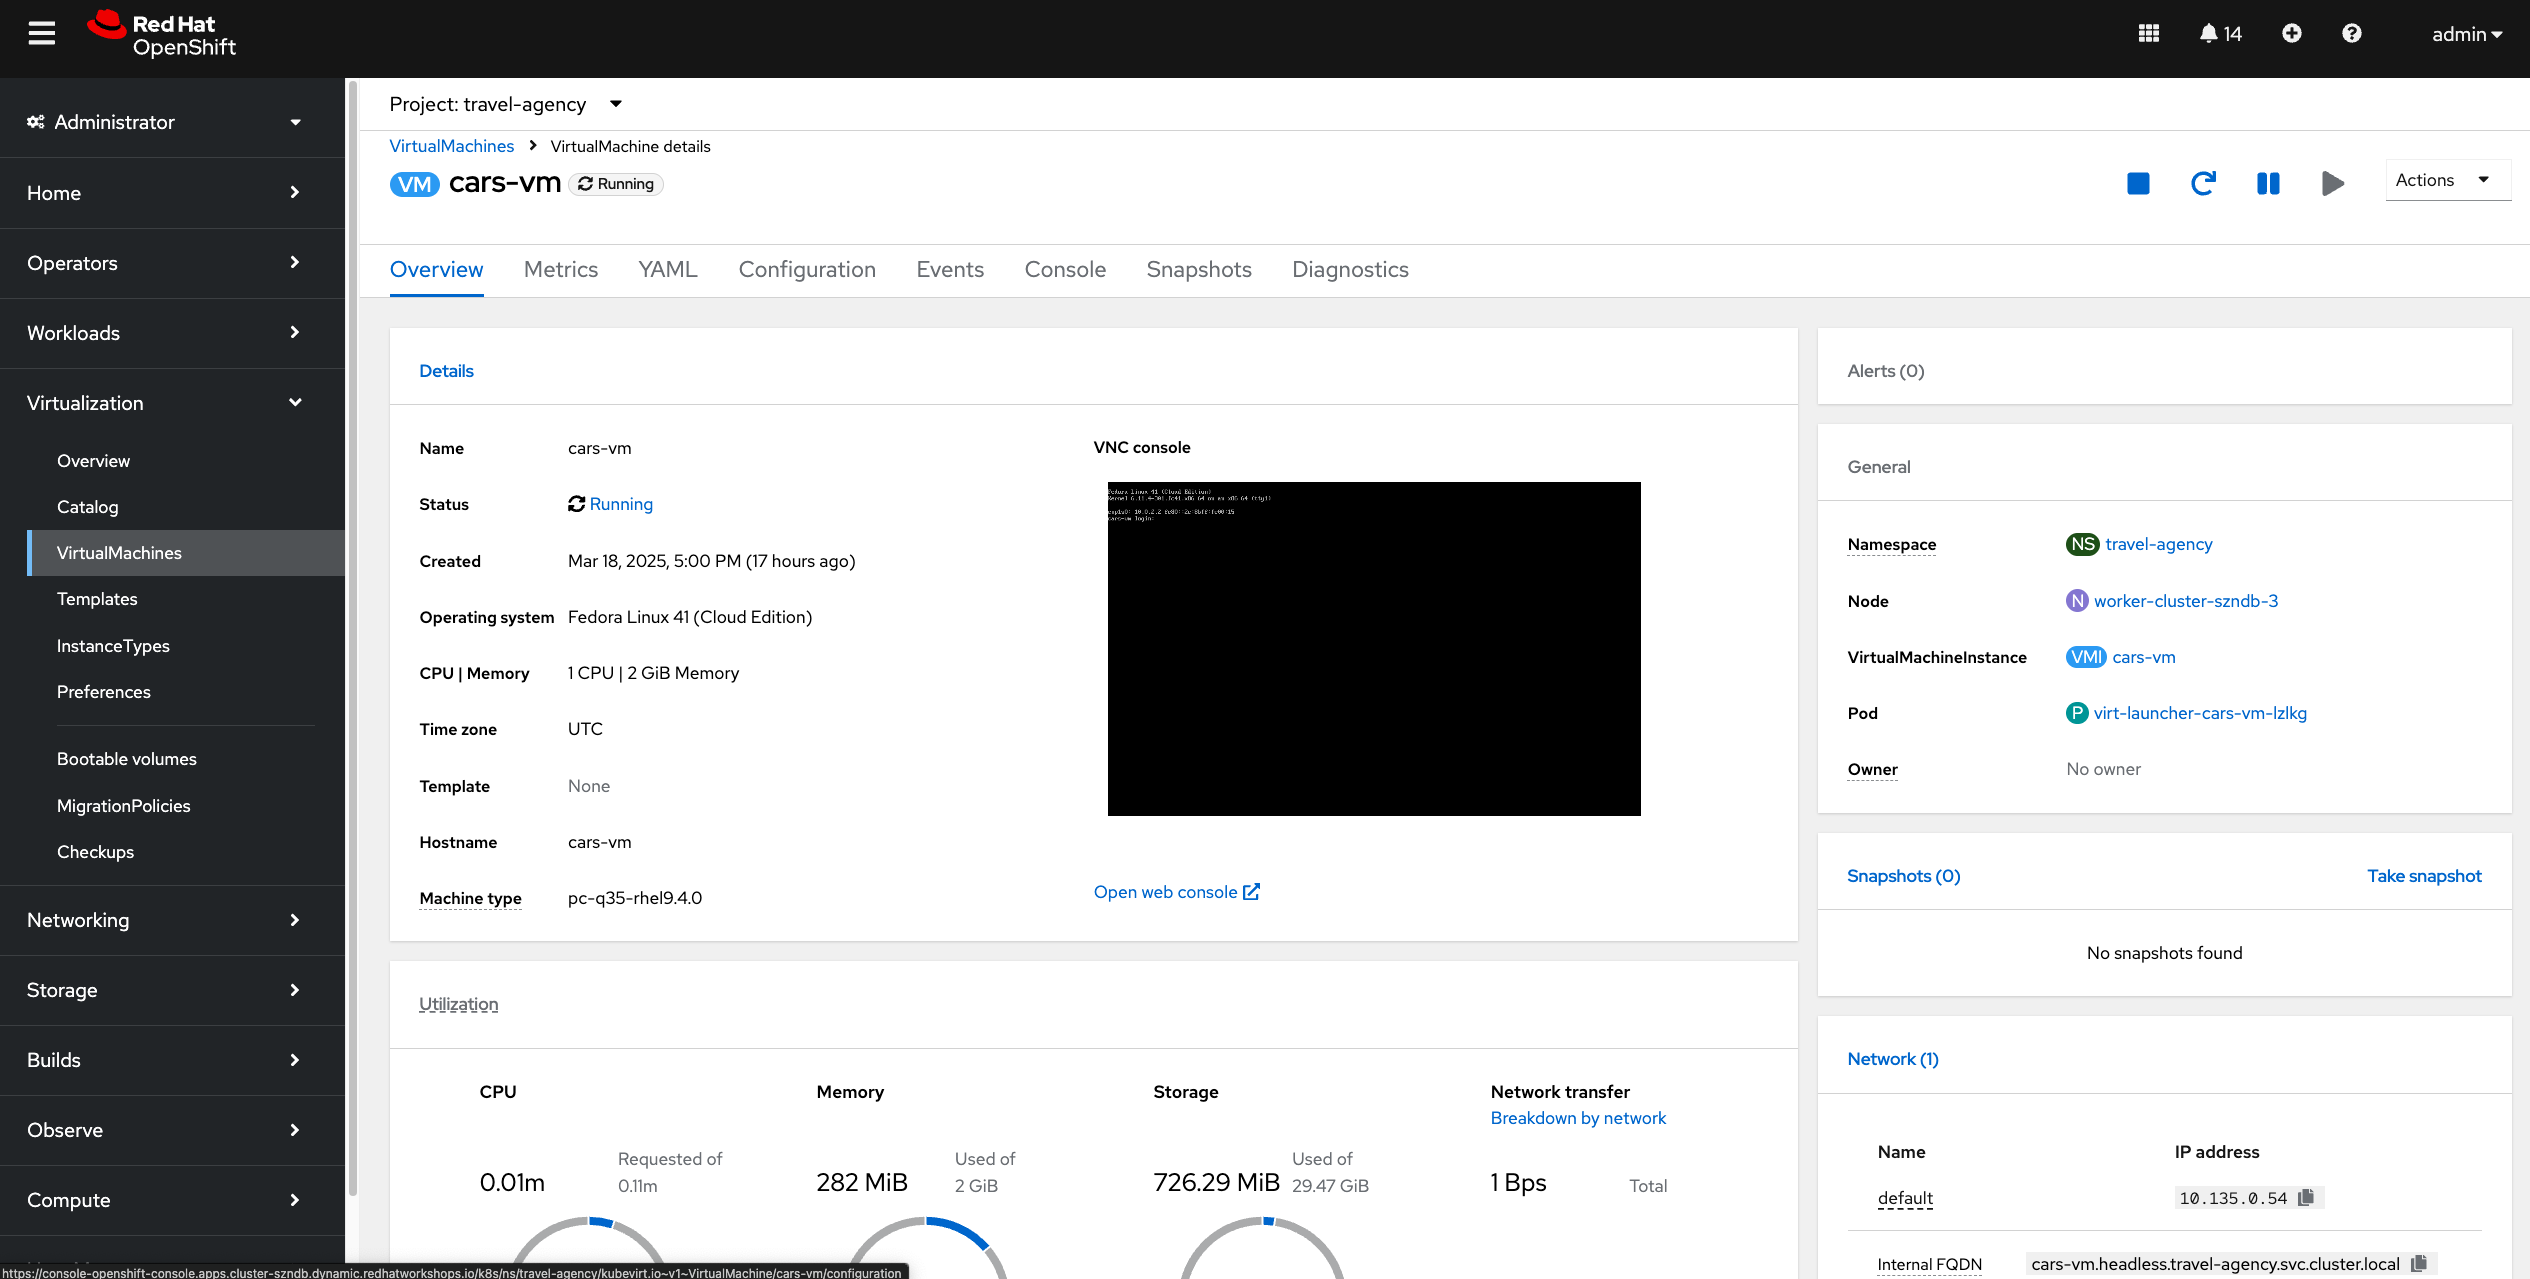 Red Hat
OpenShift
14
admin
Administrator
Home
Operators
Workloads
Virtualization
Overview
Catalog
VirtualMachines
Templates
InstanceTypes
Preferences
Bootable volumes
MigrationPolicies
Checkups
Networking
Storage
Builds
Observe
Compute
Project: travel-agency
VirtualMachines > VirtualMachine details
VM cars-vm Running
Actions
Overview Metrics YAML Configuration Events Console Snapshots Diagnostics
Details
Name cars-vm
Status Running
Created Mar 18, 2025, 5:00 PM (17 hours ago)
Operating system Fedora Linux 41 (Cloud Edition)
CPU | Memory 1 CPU | 2 GiB Memory
Time zone UTC
Template None
Hostname cars-vm
Machine type pc-q35-rhel9.4.0
VNC console
Fedora Linux 41 (Cloud Edition)
cars-vm login:
Open web console
Utilization
CPU Memory Storage Network transfer
Breakdown by network
0.01m Requested of 0.11m
282 MiB Used of 2 GiB
726.29 MiB Used of 29.47 GiB
1 Bps Total
Alerts (0)
General
Namespace NS travel-agency
Node N worker-cluster-szndb-3
VirtualMachineInstance VMI cars-vm
Pod P virt-launcher-cars-vm-lzlkg
Owner No owner
Snapshots (0) Take snapshot
No snapshots found
Network (1)
Name IP address
default 10.135.0.54
Internal FQDN cars-vm.headless.travel-agency.svc.cluster.local
https://console-openshift-console.apps.cluster-szndb.dynamic.redhatworkshops.io/k8s/ns/travel-agency/kubevirt.io~v1~VirtualMachine/cars-vm/configuration